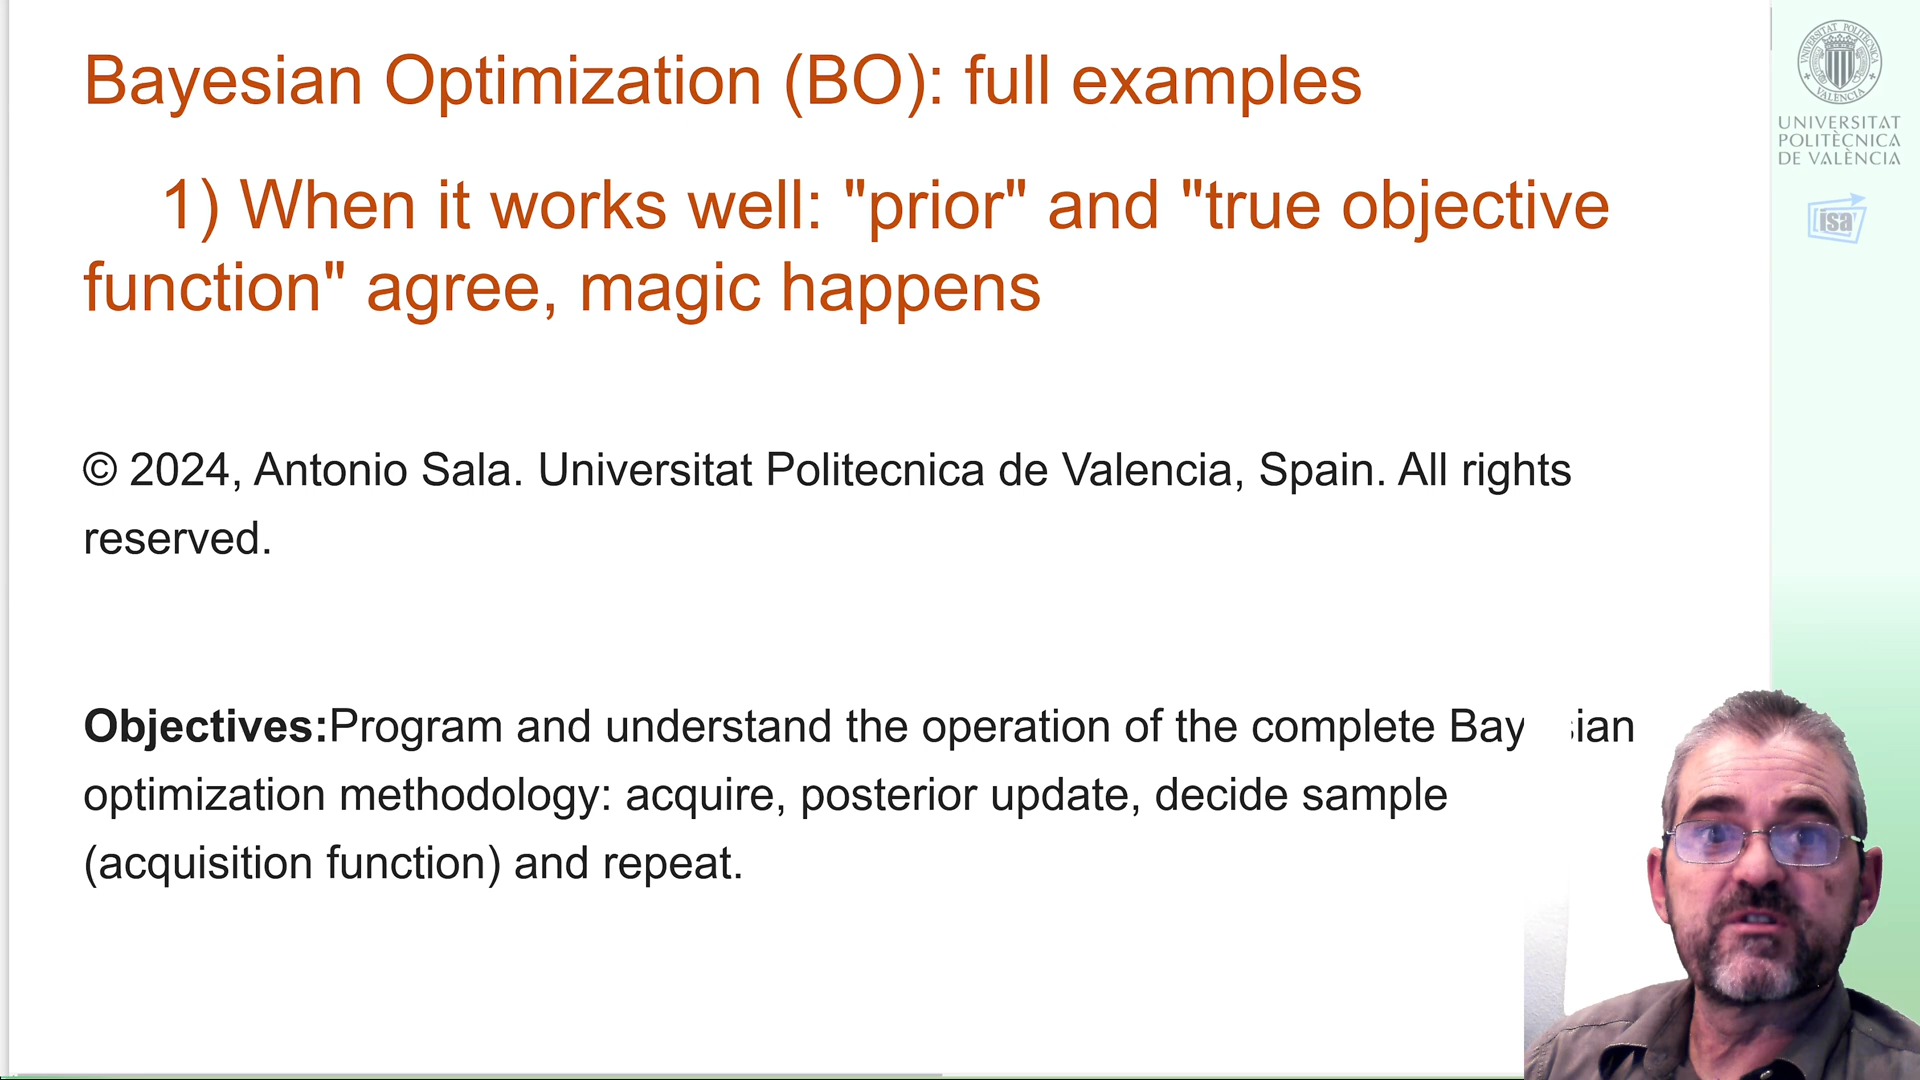 Bayesian Optimization (BO): full examples
1) When it works well: "prior" and "true objective
function" agree, magic happens
© 2024, Antonio Sala. Universitat Politecnica de Valencia, Spain. All rights
reserved.
Objectives:Program and understand the operation of the complete Bay sian
optimization methodology: acquire, posterior update, decide sample
(acquisition function) and repeat.
UNIVERSITAT
POLITÈCNICA
DE VALÈNCIA
isa